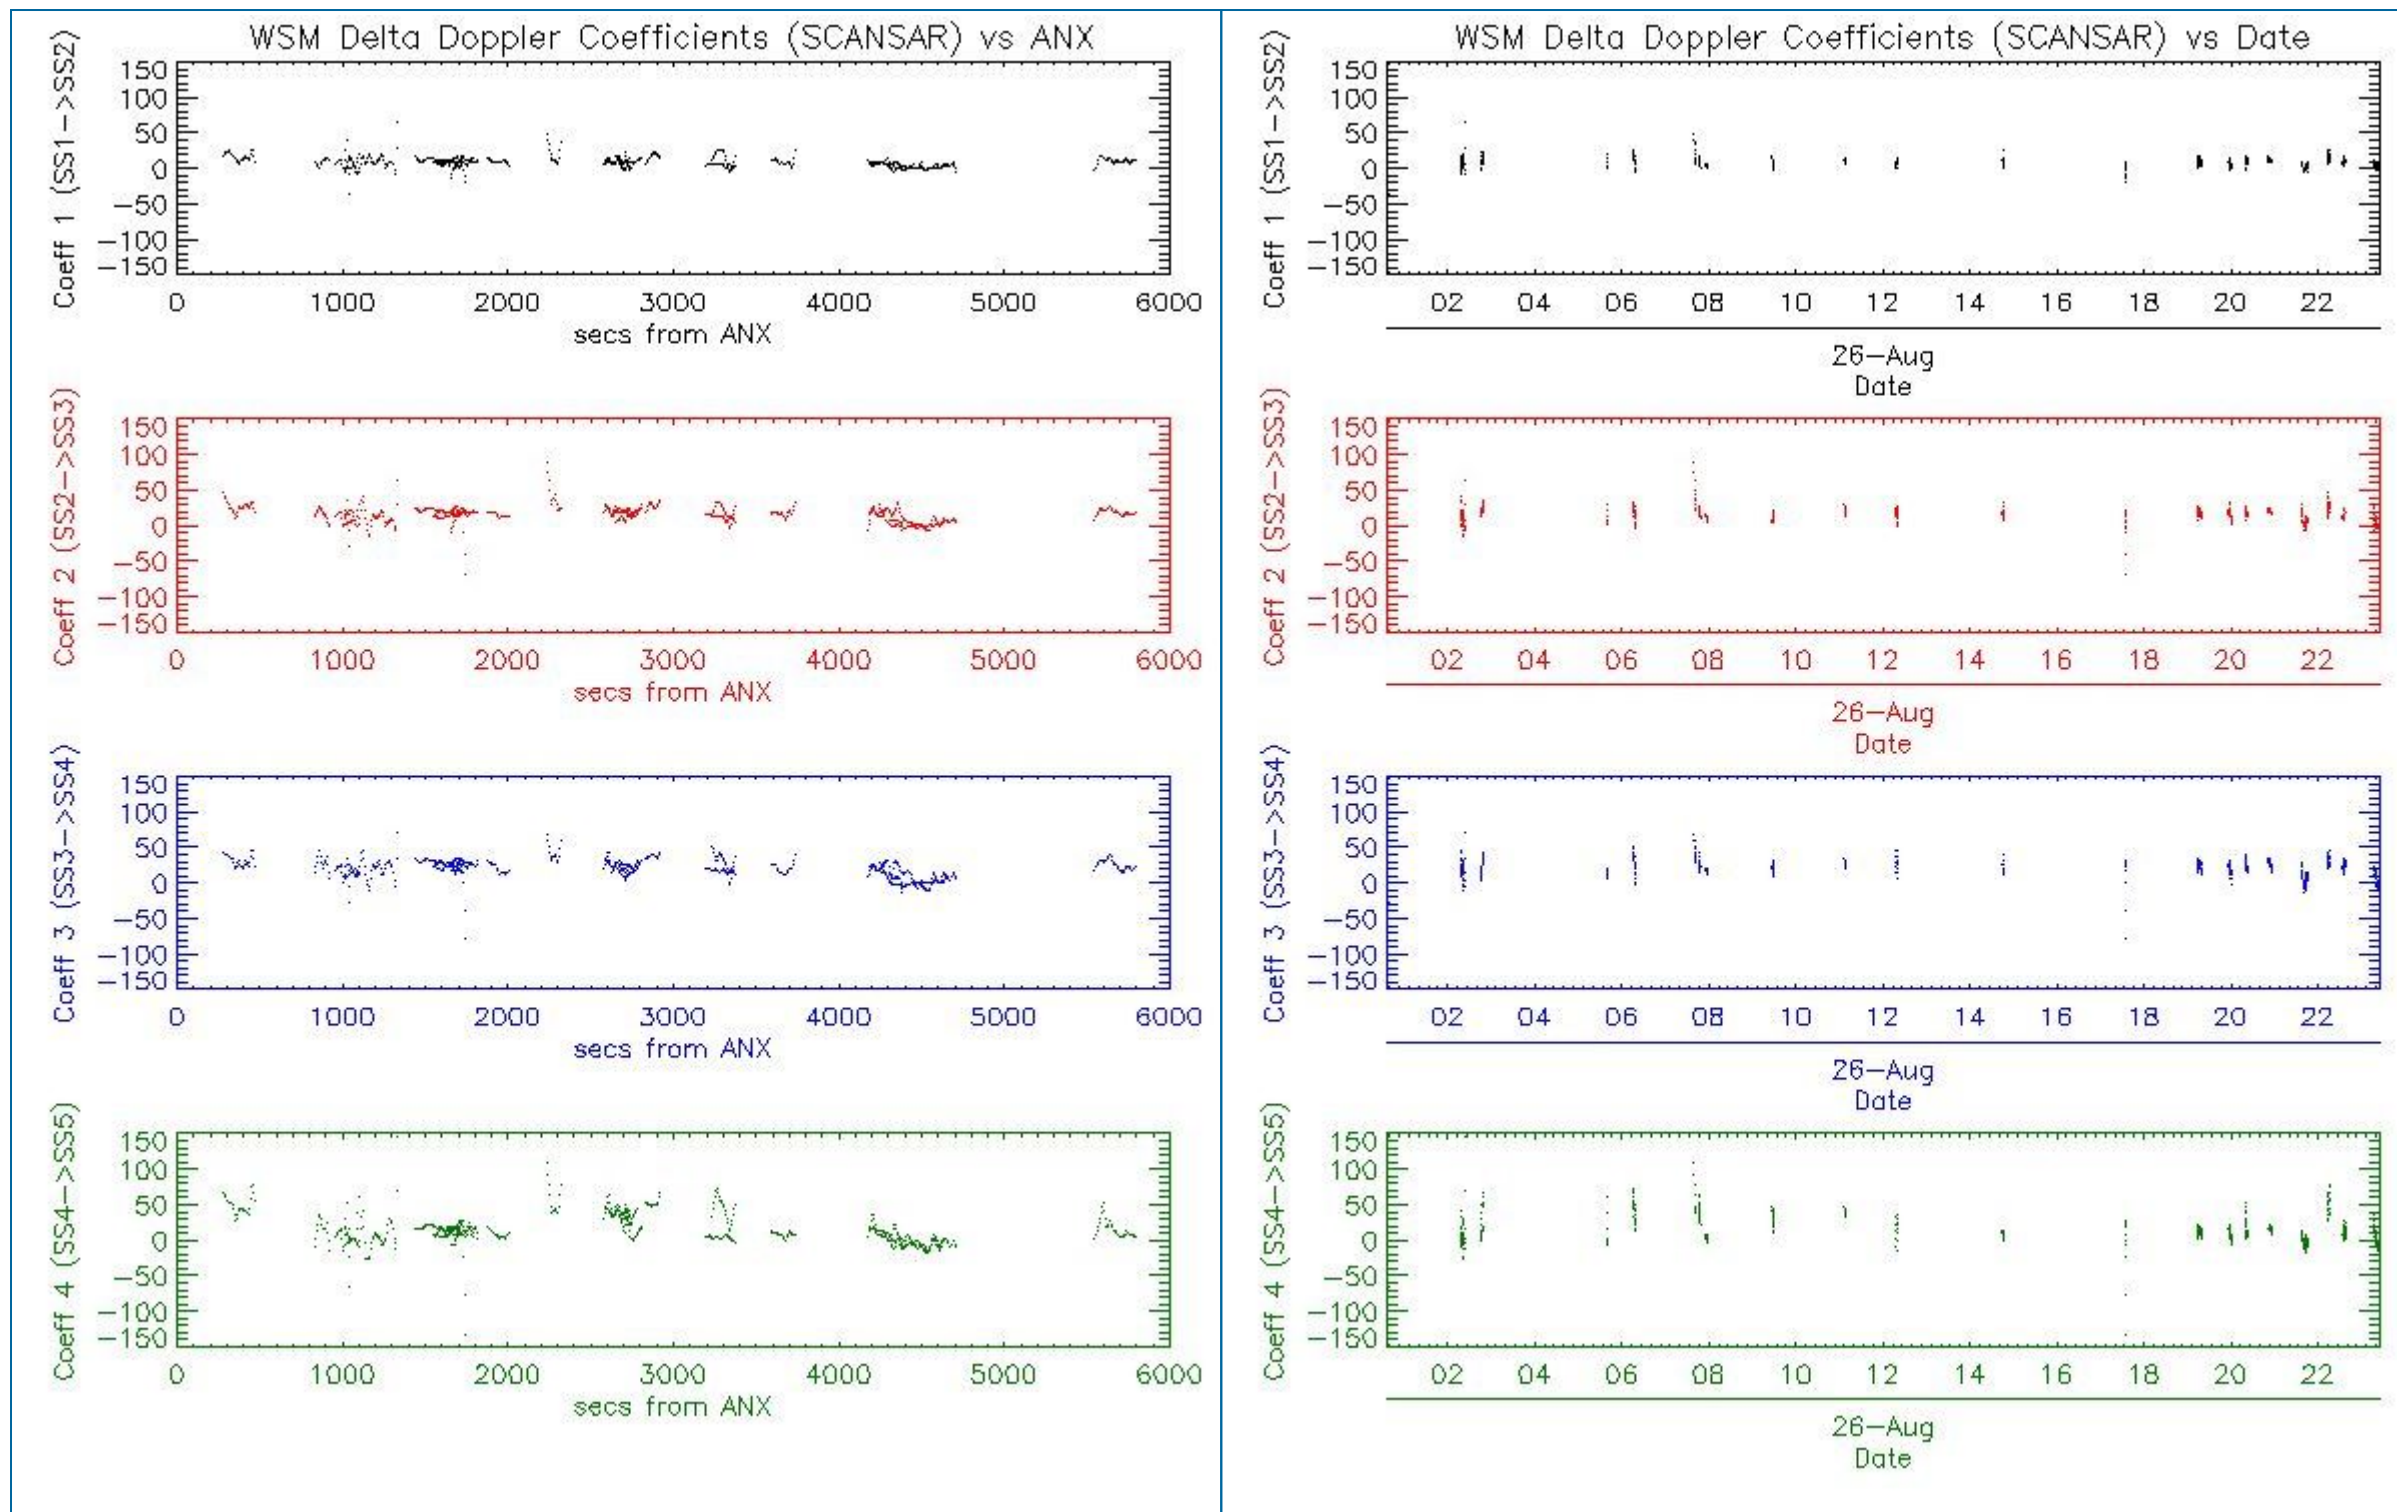 WSM Delta Doppler Coefficients (SCANSAR) vs ANX
Coeff 1 (SS1->SS2)
150
100
50
0
-50
-100
-150
0 1000 2000 3000 4000 5000 6000
secs from ANX
Coeff 2 (SS2->SS3)
150
100
50
0
-50
-100
-150
0 1000 2000 3000 4000 5000 6000
secs from ANX
Coeff 3 (SS3->SS4)
150
100
50
0
-50
-100
-150
0 1000 2000 3000 4000 5000 6000
secs from ANX
Coeff 4 (SS4->SS5)
150
100
50
0
-50
-100
-150
0 1000 2000 3000 4000 5000 6000
secs from ANX
WSM Delta Doppler Coefficients (SCANSAR) vs Date
Coeff 1 (SS1->SS2)
150
100
50
0
-50
-100
-150
02 04 06 08 10 12 14 16 18 20 22
26-Aug
Date
Coeff 2 (SS2->SS3)
150
100
50
0
-50
-100
-150
02 04 06 08 10 12 14 16 18 20 22
26-Aug
Date
Coeff 3 (SS3->SS4)
150
100
50
0
-50
-100
-150
02 04 06 08 10 12 14 16 18 20 22
26-Aug
Date
Coeff 4 (SS4->SS5)
150
100
50
0
-50
-100
-150
02 04 06 08 10 12 14 16 18 20 22
26-Aug
Date